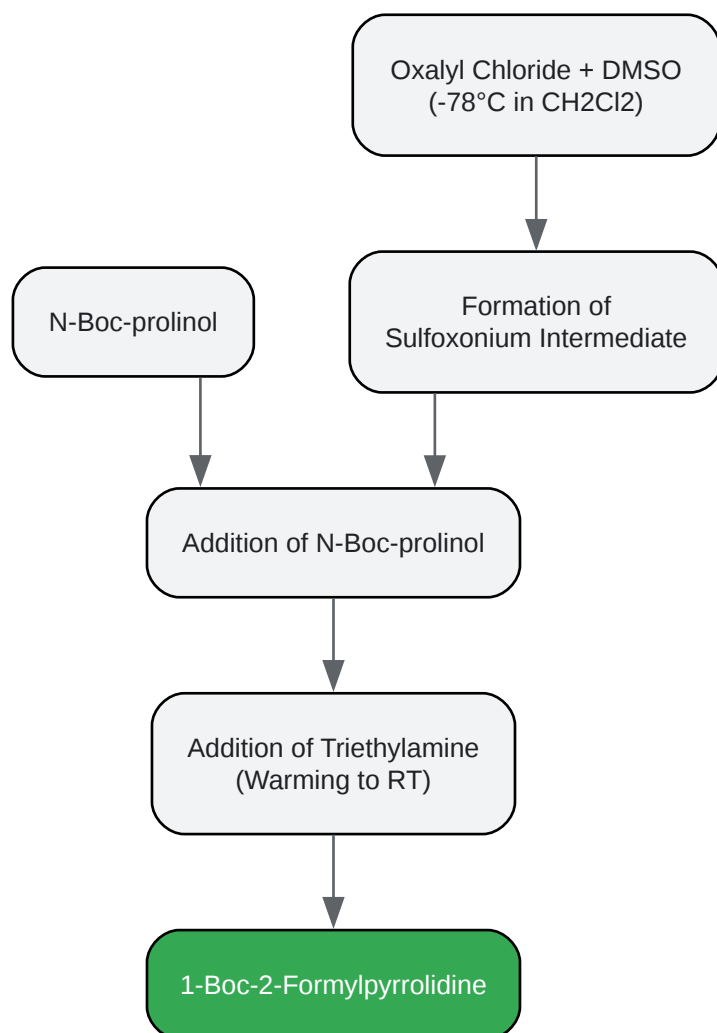 Oxalyl Chloride + DMSO
(-78°C in CH2Cl2)
N-Boc-prolinol
Formation of
Sulfoxonium Intermediate
Addition of N-Boc-prolinol
Addition of Triethylamine
(Warming to RT)
1-Boc-2-Formylpyrrolidine